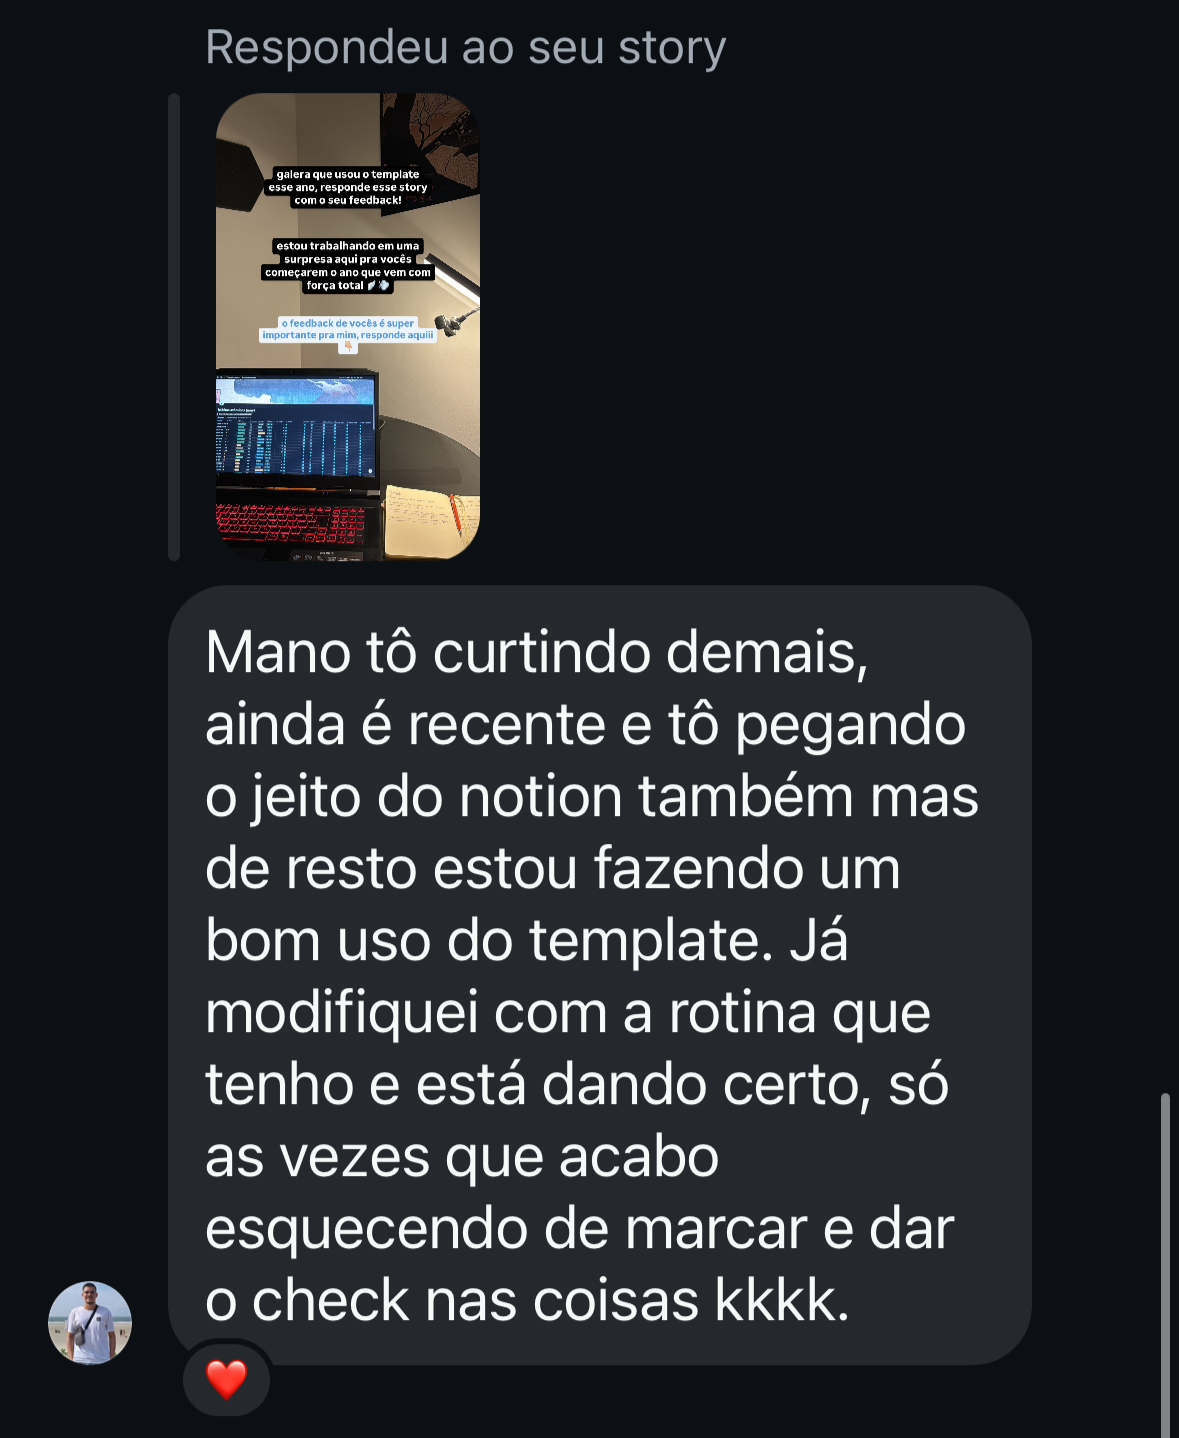 Respondeu ao seu story
galera que usou o template
esse ano, responde esse story
com o seu feedback!
estou trabalhando em uma
surpresa aqui pra vocês
começarem o ano que vem com
força total
o feedback de vocês é super
importante pra mim, responde aquiii
Mano tô curtindo demais,
ainda é recente e tô pegando
o jeito do notion também mas
de resto estou fazendo um
bom uso do template. Já
modifiquei com a rotina que
tenho e está dando certo, só
as vezes que acabo
esquecendo de marcar e dar
o check nas coisas kkkk.